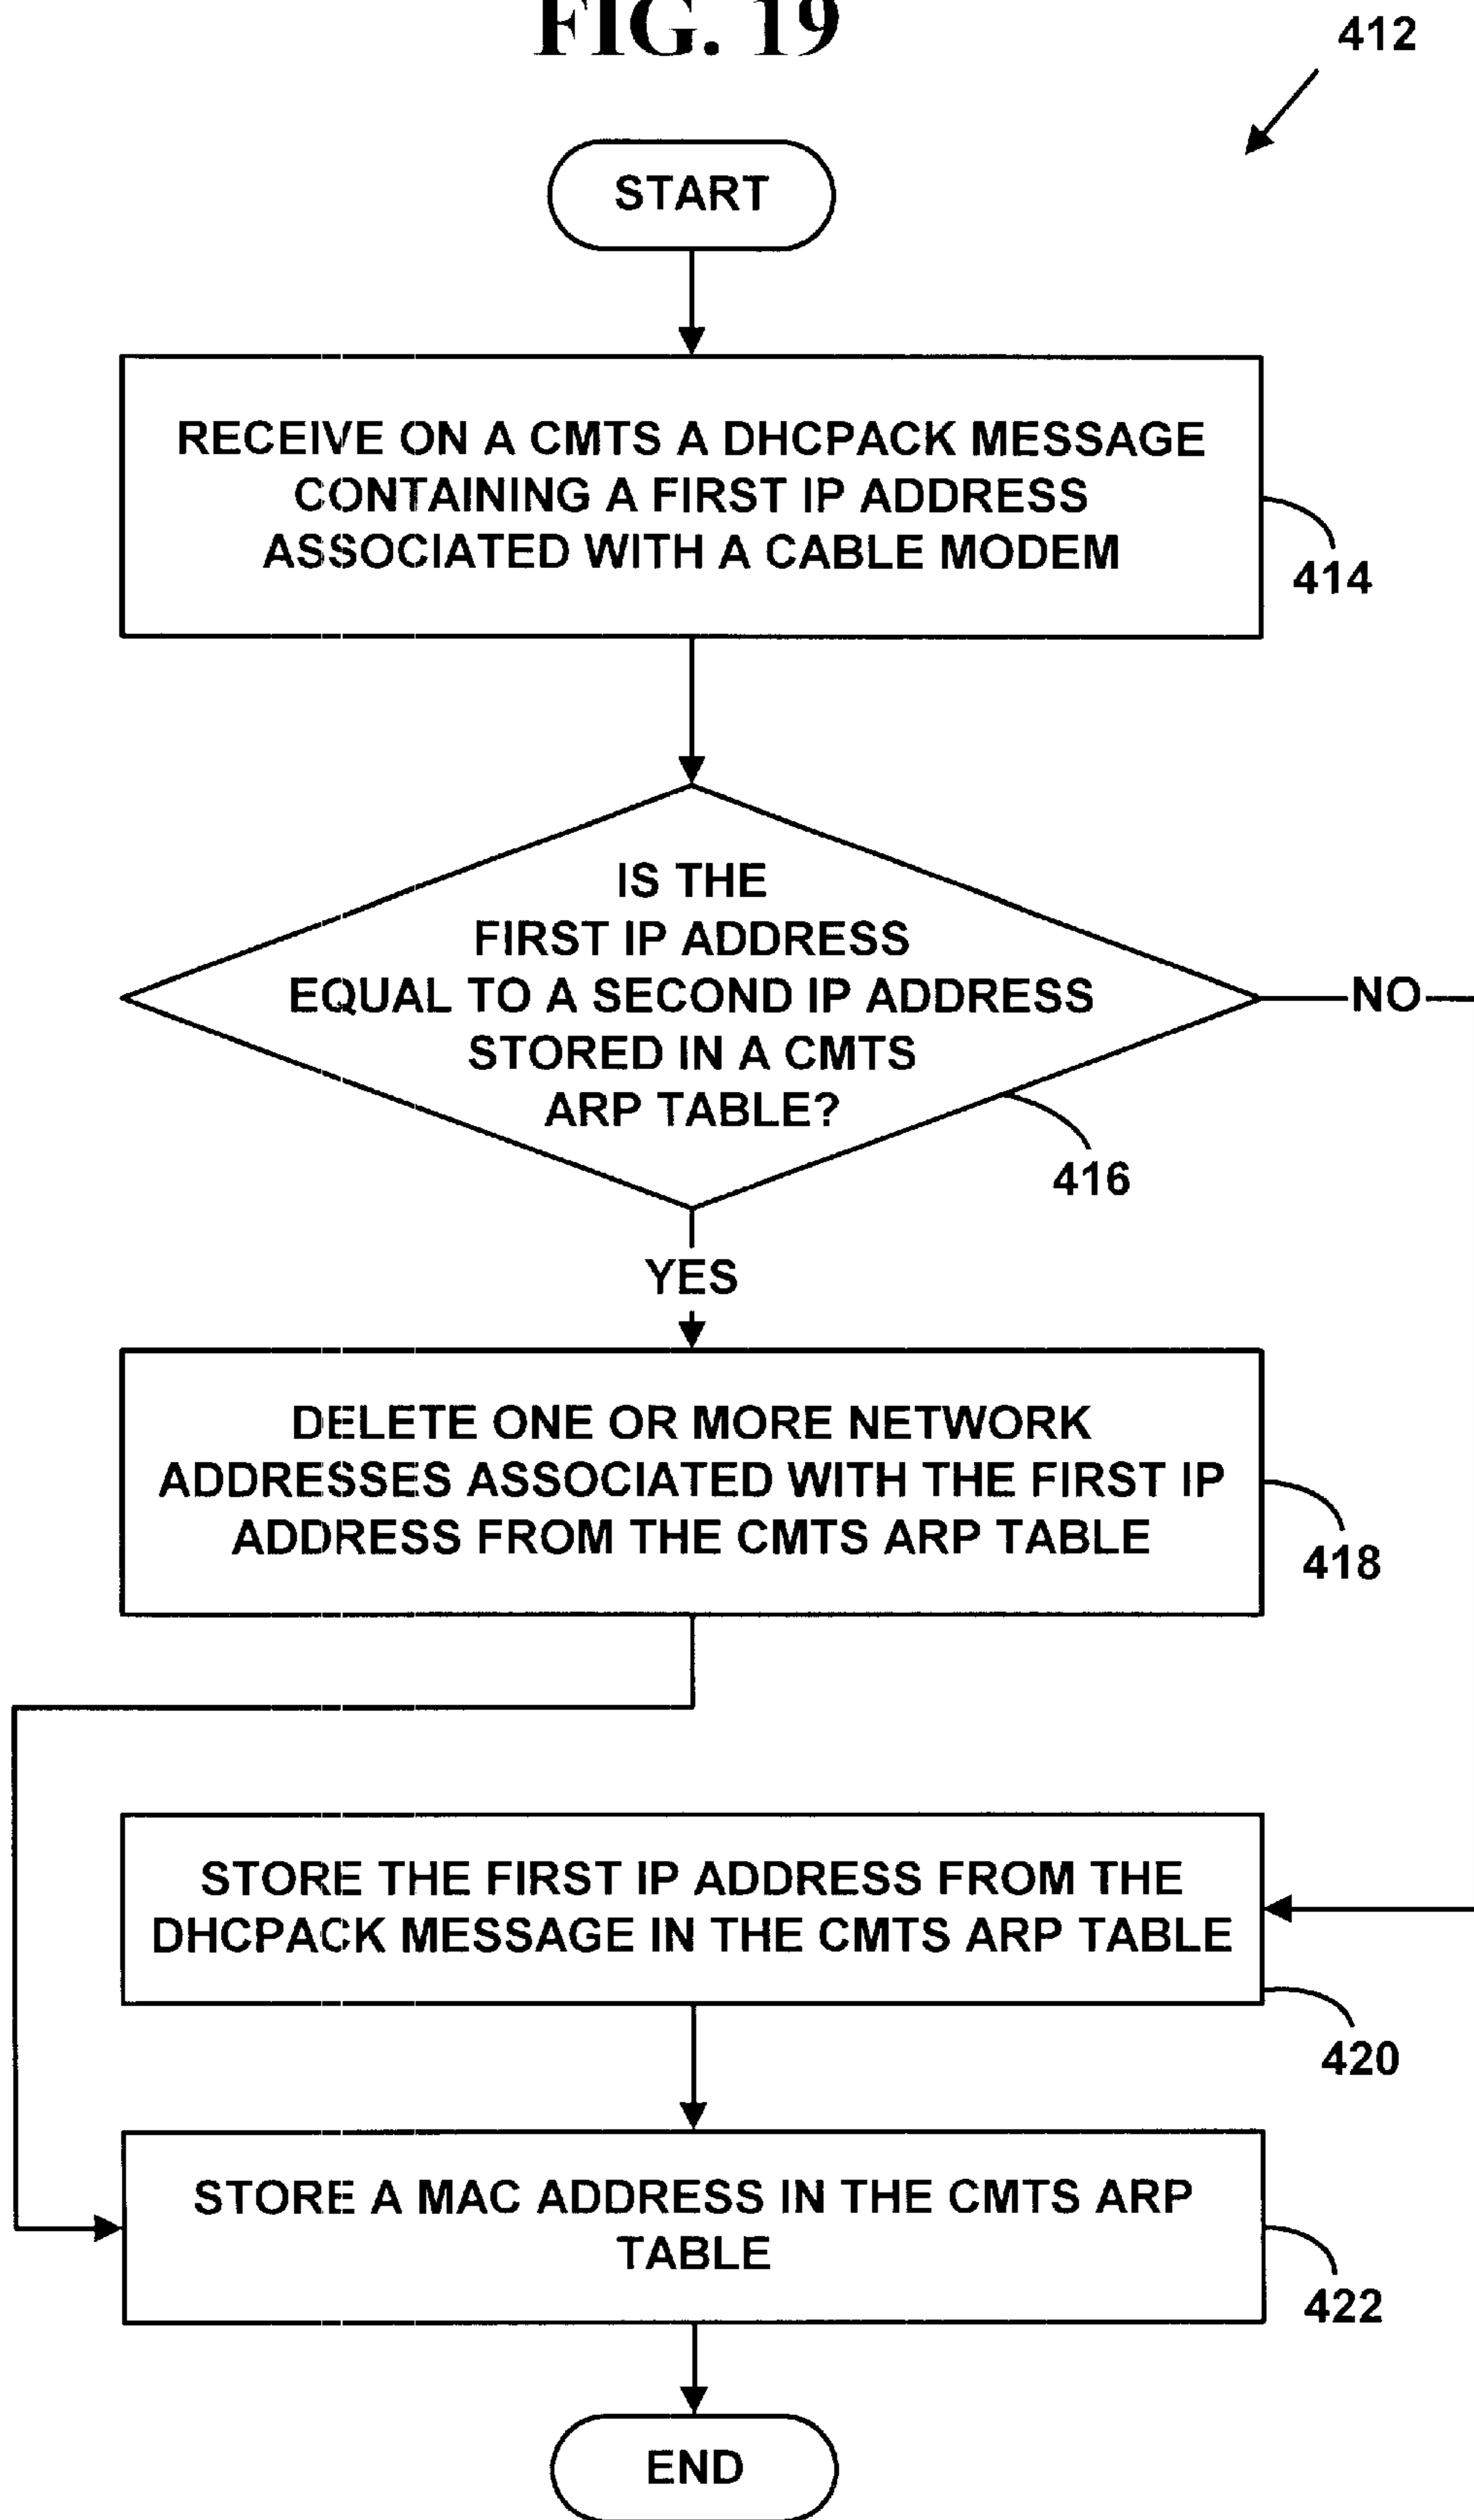 FIG. 19
412
START
RECEIVE ON A CMTS A DHCPACK MESSAGE
CONTAINING A FIRST IP ADDRESS
ASSOCIATED WITH A CABLE MODEM
414
IS THE
FIRST IP ADDRESS
EQUAL TO A SECOND IP ADDRESS
STORED IN A CMTS
ARP TABLE?
NO
416
YES
DELETE ONE OR MORE NETWORK
ADDRESSES ASSOCIATED WITH THE FIRST IP
ADDRESS FROM THE CMTS ARP TABLE
418
STORE THE FIRST IP ADDRESS FROM THE
DHCPACK MESSAGE IN THE CMTS ARP TABLE
420
STORE A MAC ADDRESS IN THE CMTS ARP
TABLE
422
END